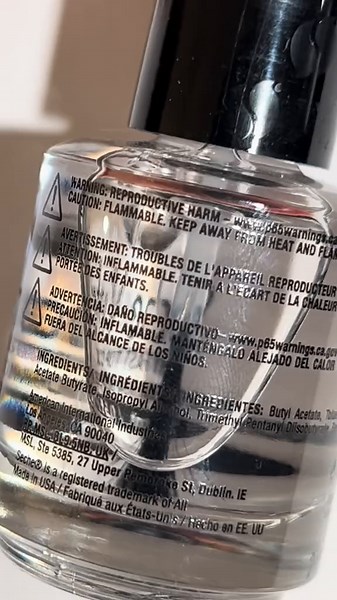 WARNING: REPRODUCTIVE HARM – www.p65warnings.ca
CAUTION: FLAMMABLE. KEEP AWAY FROM HEAT AND FLAM
AVERTISSEMENT: TROUBLES DE L'APPAREIL REPRODUCTEUR
ATTENTION: INFLAMMABLE. TENIR À L'ÉCART DE LA CHALEUR
PORTÉE DES ENFANTS.
ADVERTENCIA: DAÑO REPRODUCTIVO – www.p65warnings.ca.gov
PRECAUCIÓN: INFLAMABLE. MANTÉNGALO ALEJADO DEL CALOR
FUERA DEL ALCANCE DE LOS NIÑOS.
INGREDIENTS/ INGRÉDIENTS/ INGREDIENTES: Butyl Acetate,
Acetate Butyrate, Isopropyl Alcohol, Trimethyl Pentanyl Diisobutyrate,
American International Industries
Los Angeles, CA 90040
MSL, Ste 5385, 27 Upper Pembroke St, Dublin. IE
Seche® is a registered trademark of AII
Made in USA / Fabriqué aux États-Unis / Hecho en EE. UU